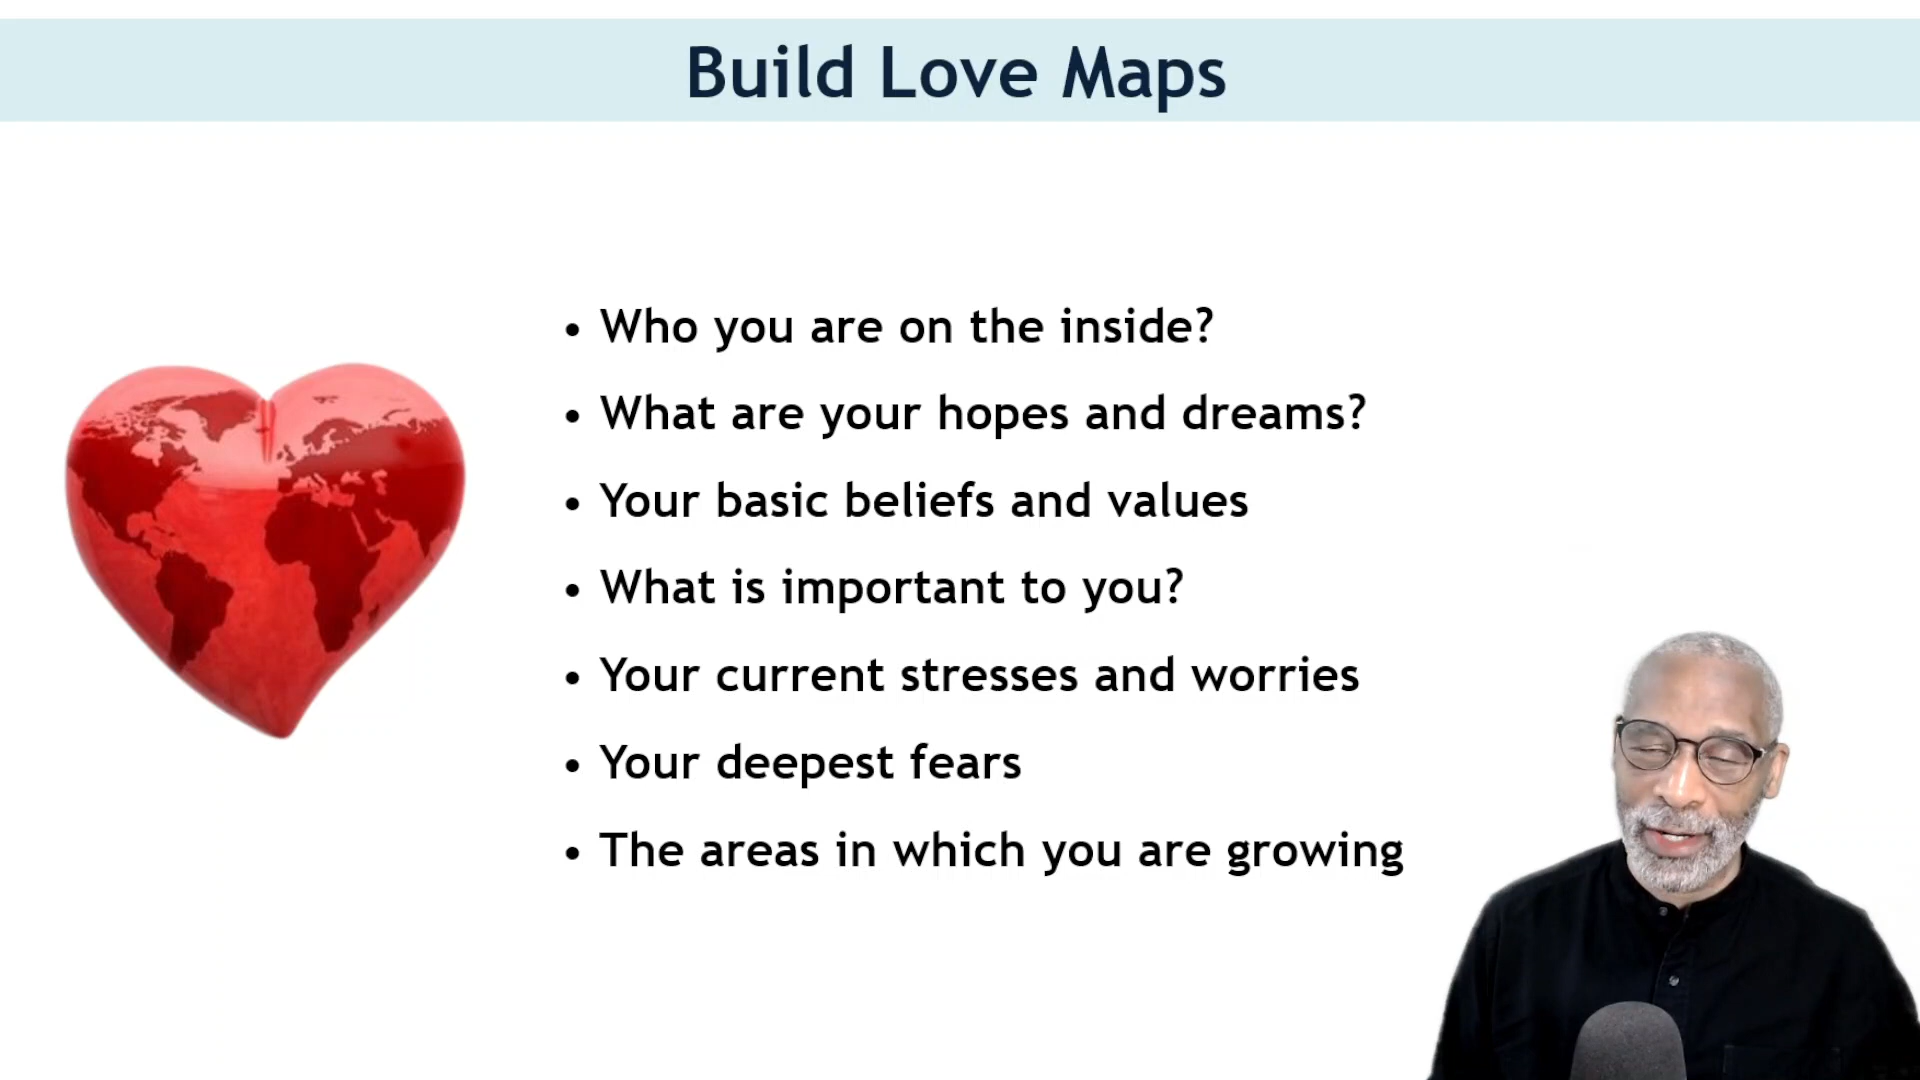 Build Love Maps
• Who you are on the inside?
• What are your hopes and dreams?
• Your basic beliefs and values
• What is important to you?
• Your current stresses and worries
• Your deepest fears
• The areas in which you are growing